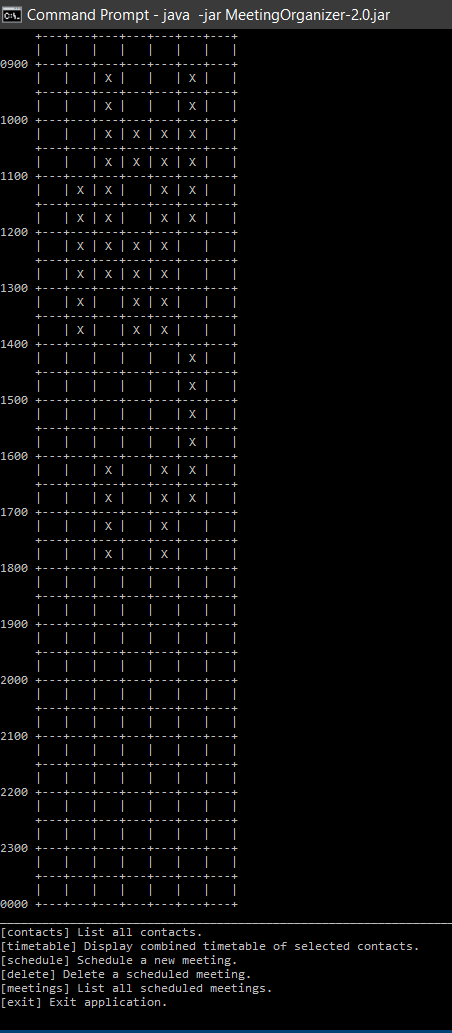 Command Prompt - java  -jar MeetingOrganizer-2.0.jar
     +---+---+---+---+---+---+---+
     |   |   |   |   |   |   |   |
0900 +---+---+---+---+---+---+---+
     |   |   | X |   |   | X |   |
     +---+---+---+---+---+---+---+
     |   |   | X |   |   | X |   |
1000 +---+---+---+---+---+---+---+
     |   |   | X | X | X | X |   |
     +---+---+---+---+---+---+---+
     |   |   | X | X | X | X |   |
1100 +---+---+---+---+---+---+---+
     |   | X | X |   | X | X |   |
     +---+---+---+---+---+---+---+
     |   | X | X |   | X | X |   |
1200 +---+---+---+---+---+---+---+
     |   | X | X | X | X |   |   |
     +---+---+---+---+---+---+---+
     |   | X | X | X | X |   |   |
1300 +---+---+---+---+---+---+---+
     |   | X |   | X | X |   |   |
     +---+---+---+---+---+---+---+
     |   | X |   | X | X |   |   |
1400 +---+---+---+---+---+---+---+
     |   |   |   |   |   | X |   |
     +---+---+---+---+---+---+---+
     |   |   |   |   |   | X |   |
1500 +---+---+---+---+---+---+---+
     |   |   |   |   |   | X |   |
     +---+---+---+---+---+---+---+
     |   |   |   |   |   | X |   |
1600 +---+---+---+---+---+---+---+
     |   |   | X |   | X | X |   |
     +---+---+---+---+---+---+---+
     |   |   | X |   | X | X |   |
1700 +---+---+---+---+---+---+---+
     |   |   | X |   | X |   |   |
     +---+---+---+---+---+---+---+
     |   |   | X |   | X |   |   |
1800 +---+---+---+---+---+---+---+
     |   |   |   |   |   |   |   |
     +---+---+---+---+---+---+---+
     |   |   |   |   |   |   |   |
1900 +---+---+---+---+---+---+---+
     |   |   |   |   |   |   |   |
     +---+---+---+---+---+---+---+
     |   |   |   |   |   |   |   |
2000 +---+---+---+---+---+---+---+
     |   |   |   |   |   |   |   |
     +---+---+---+---+---+---+---+
     |   |   |   |   |   |   |   |
2100 +---+---+---+---+---+---+---+
     |   |   |   |   |   |   |   |
     +---+---+---+---+---+---+---+
     |   |   |   |   |   |   |   |
2200 +---+---+---+---+---+---+---+
     |   |   |   |   |   |   |   |
     +---+---+---+---+---+---+---+
     |   |   |   |   |   |   |   |
2300 +---+---+---+---+---+---+---+
     |   |   |   |   |   |   |   |
     +---+---+---+---+---+---+---+
     |   |   |   |   |   |   |   |
0000 +---+---+---+---+---+---+---+
[contacts] List all contacts.
[timetable] Display combined timetable of selected contacts.
[schedule] Schedule a new meeting.
[delete] Delete a scheduled meeting.
[meetings] List all scheduled meetings.
[exit] Exit application.